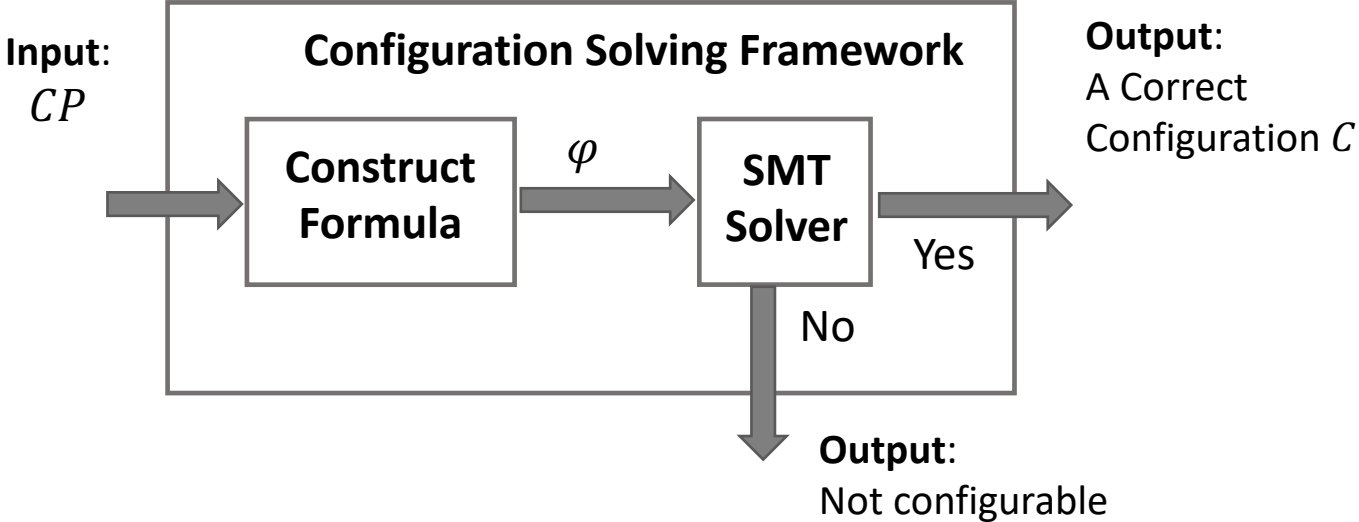 Input:
CP
Configuration Solving Framework
Construct
Formula
φ
SMT
Solver
Yes
No
Output:
A Correct
Configuration C
Output:
Not configurable